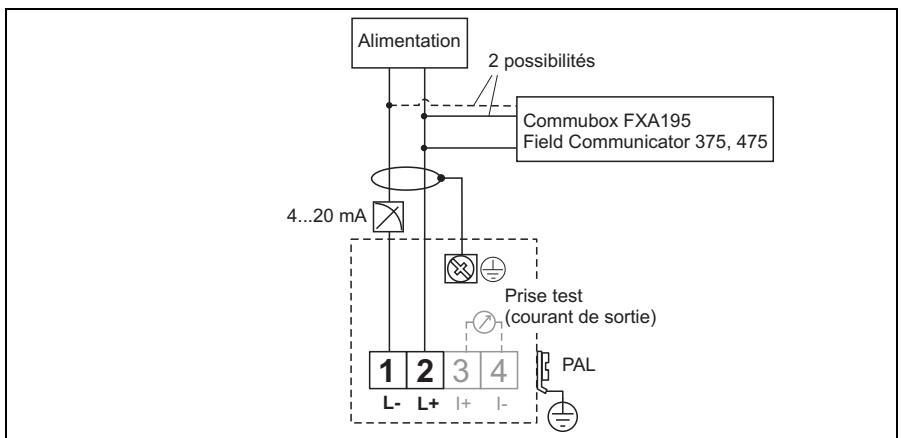 Alimentation
2 possibilités
Commubox FXA195
Field Communicator 375, 475
4...20 mA
Prise test
(courant de sortie)
1 2 3 4
L- L+ I+ I-
PAL